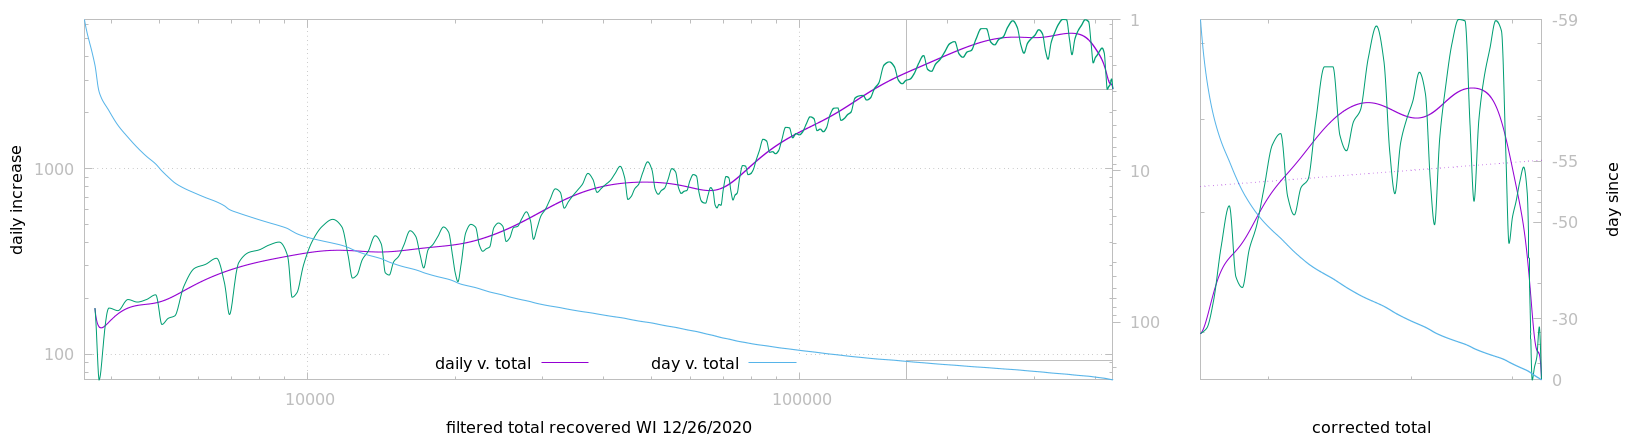 daily increase
1000
100
10000
100000
1
10
100
daily v. total
day v. total
filtered total recovered WI 12/26/2020
-59
-55
-50
-30
0
day since
corrected total